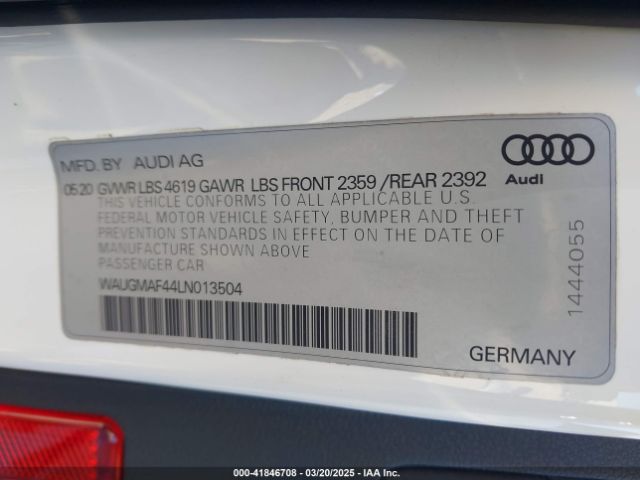 MFD. BY AUDI AG
05 20 GVWR LBS 4619 GAWR LBS FRONT 2359 /REAR 2392
THIS VEHICLE CONFORMS TO ALL APPLICABLE U.S.
FEDERAL MOTOR VEHICLE SAFETY, BUMPER AND THEFT
PREVENTION STANDARDS IN EFFECT ON THE DATE OF
MANUFACTURE SHOWN ABOVE
PASSENGER CAR
WAUGMAF44LN013504
Audi
1444055
GERMANY
000-41846708 — 03/20/2025 — IAA Inc.